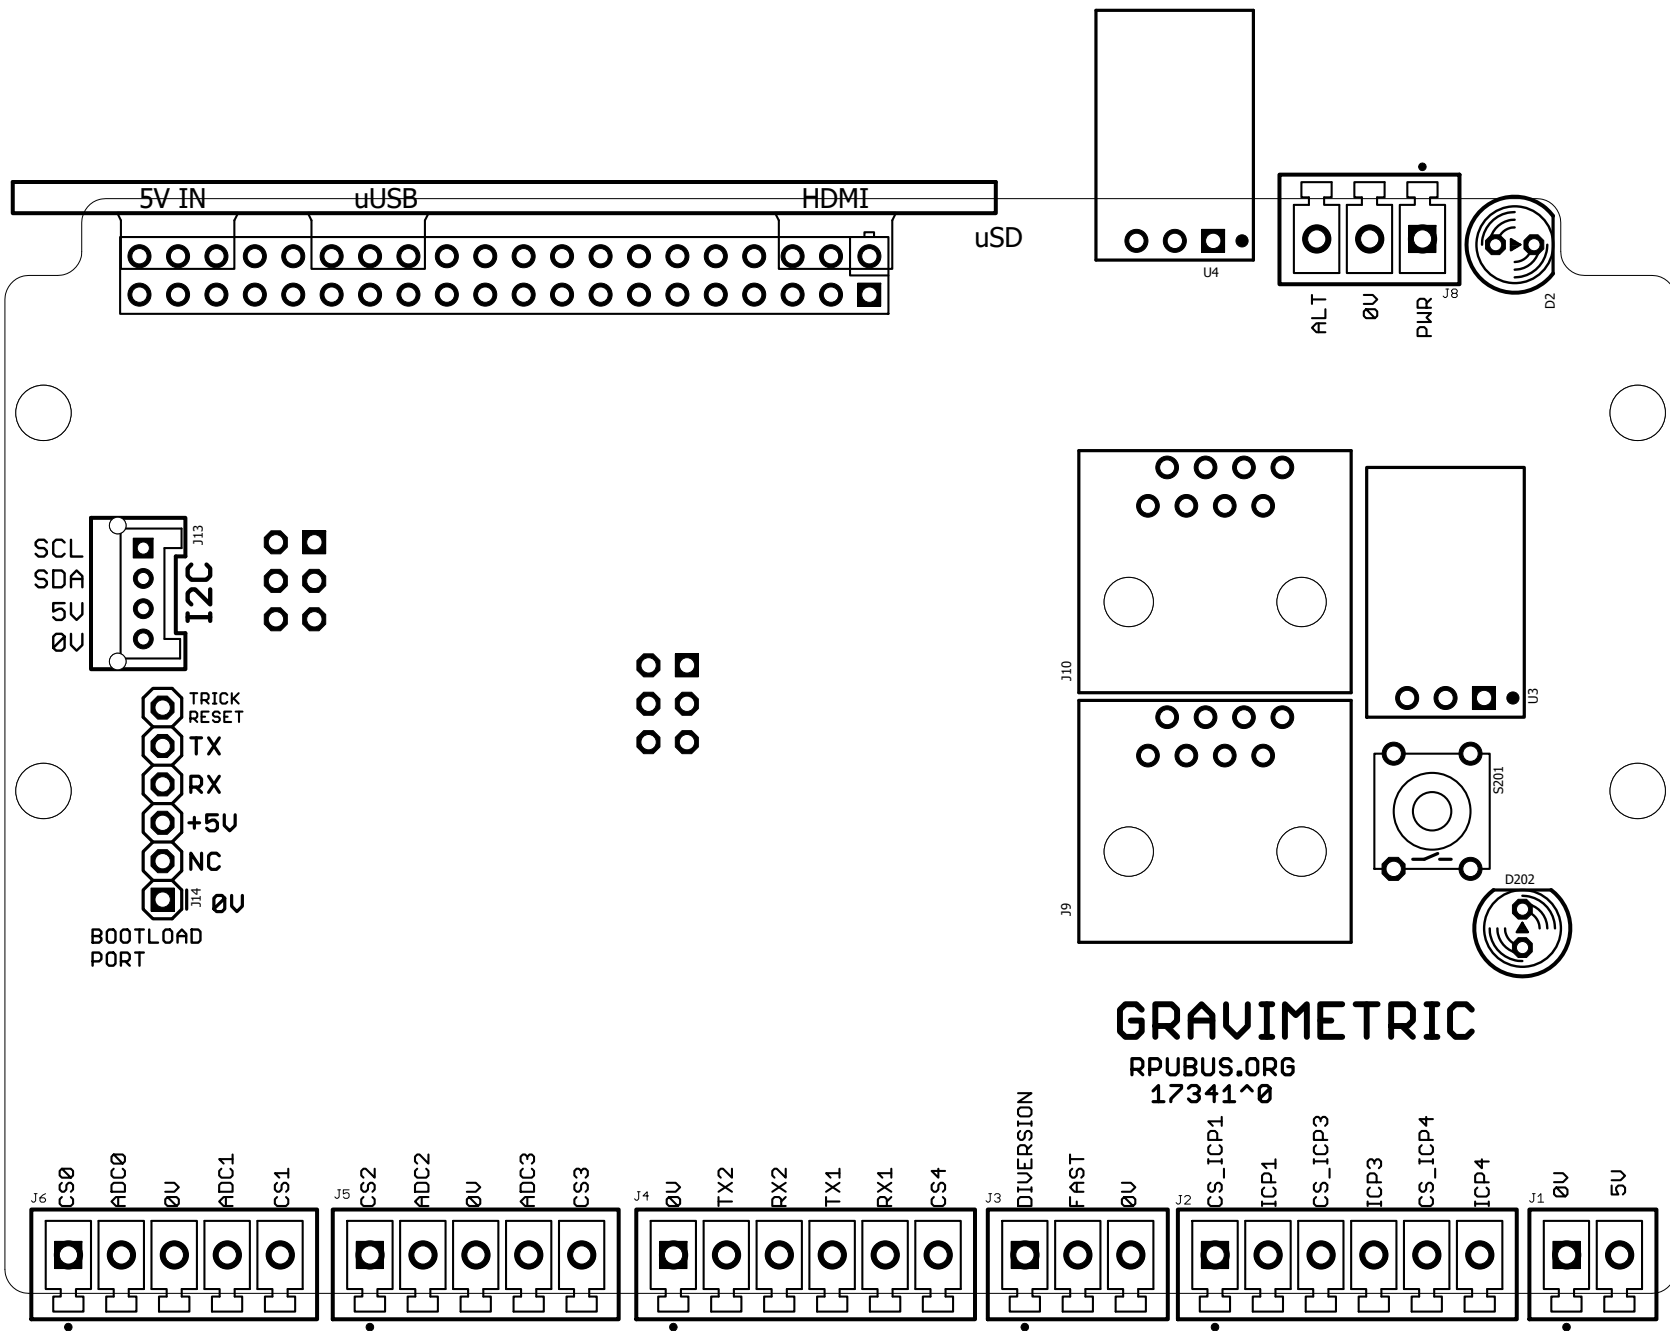 5V IN
uUSB
HDMI
uSD
U4
J8
D2
ALT
0V
PWR
J13
SCL
SDA
5V
0V
I2C
TRICK
RESET
TX
RX
+5V
NC
J14
0V
BOOTLOAD
PORT
J10
U3
J9
S201
D202
GRAVIMETRIC
RPUBUS.ORG
17341^0
J6
CS0
ADC0
0V
ADC1
CS1
J5
CS2
ADC2
0V
ADC3
CS3
J4
0V
TX2
RX2
TX1
RX1
CS4
J3
DIVERSION
FAST
0V
J2
CS_ICP1
ICP1
CS_ICP3
ICP3
CS_ICP4
ICP4
J1
0V
5V